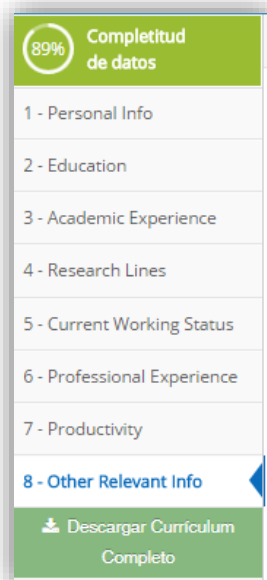 89%
Completitud
de datos
1 - Personal Info
2 - Education
3 - Academic Experience
4 - Research Lines
5 - Current Working Status
6 - Professional Experience
7 - Productivity
8 - Other Relevant Info
Descargar Currículum
Completo